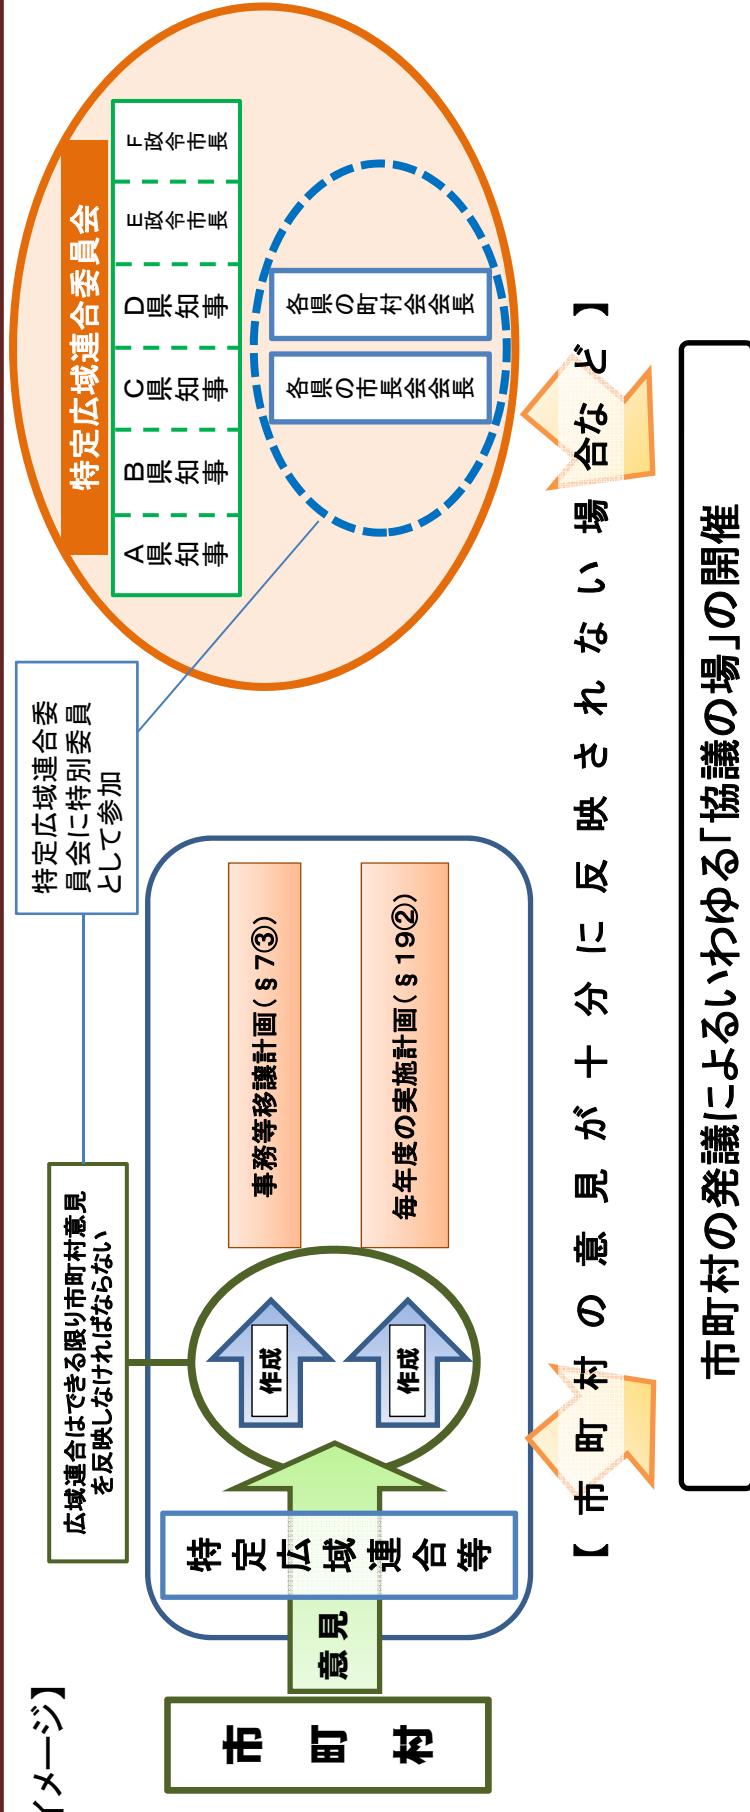 イメージ】
市町村
意見
特定広域連合等
広域連合はできる限り市町村意見
を反映しなければならない
作成
作成
事務等移譲計画(§7③)
毎年度の実施計画(§19②)
特定広域連合委
員会に特別委員
として参加
特定広域連合委員会
A県知事
B県知事
C県知事
D県知事
E政令市長
F政令市長
各県の市長会会長
各県の町村会会長
【市町村の意見が十分に反映されない場合など】
市町村の発議によるいわゆる「協議の場」の開催